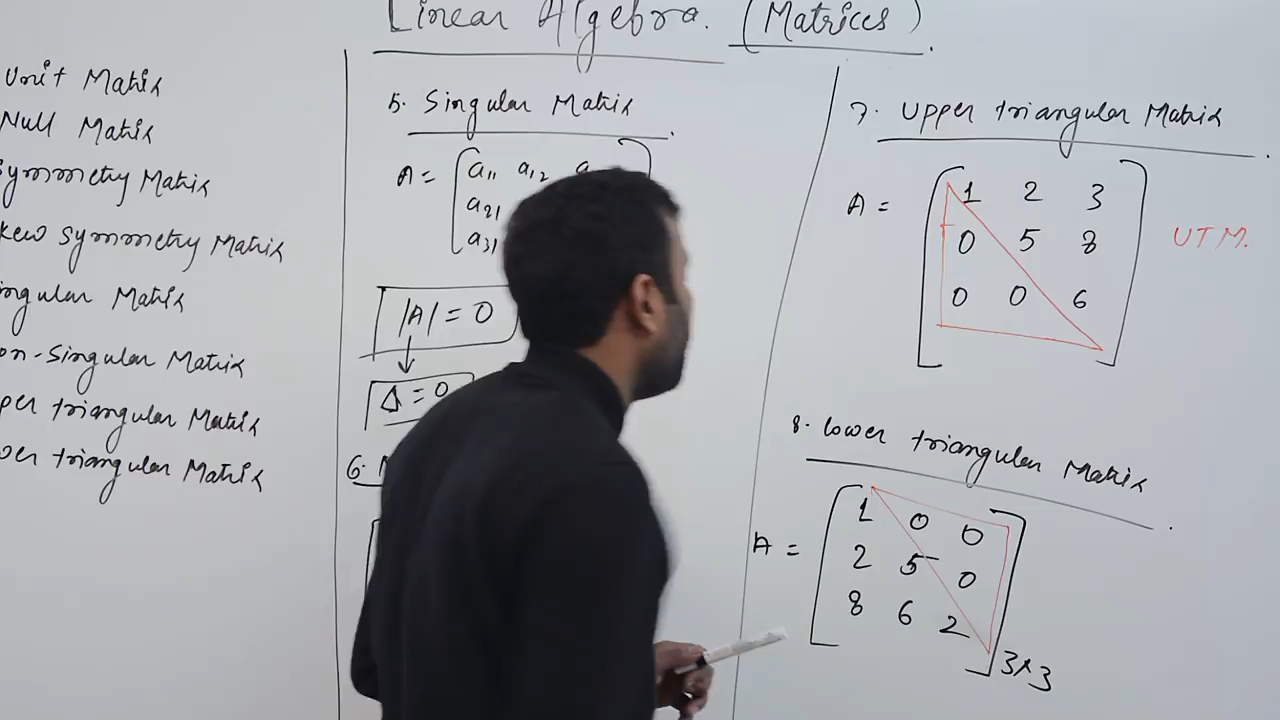 Linear Algebra. (Matrices).
Unit Matrix
Null Matrix
Symmetry Matrix
Skew symmetry Matrix
Singular Matrix
on-Singular Matrix
per triangular Matrix
wer triangular Matrix
5. Singular Matrix
A = a11 a12
a21
a31
|A| = 0
Δ = 0
6.
7. Upper triangular Matrix
A = 1 2 3
0 5 8
0 0 6
UTM.
8. Lower triangular Matrix
A = 1 0 0
2 5 0
8 6 2
3x3